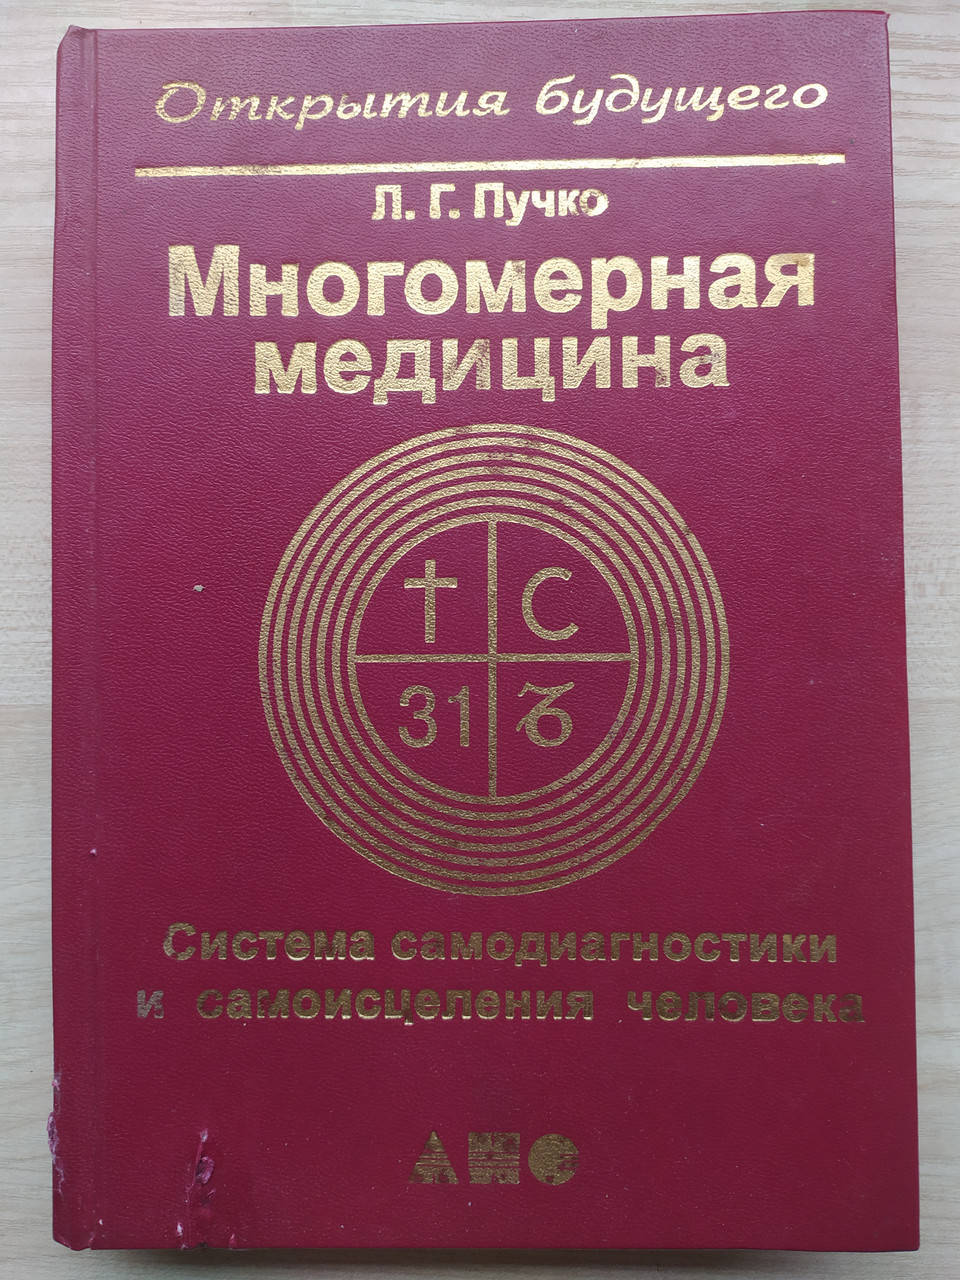 Открытия будущего
Л. Г. Пучко
Многомерная
медицина
† С
31 Ꝝ
Система самодиагностики
и самоисцеления человека
АНС